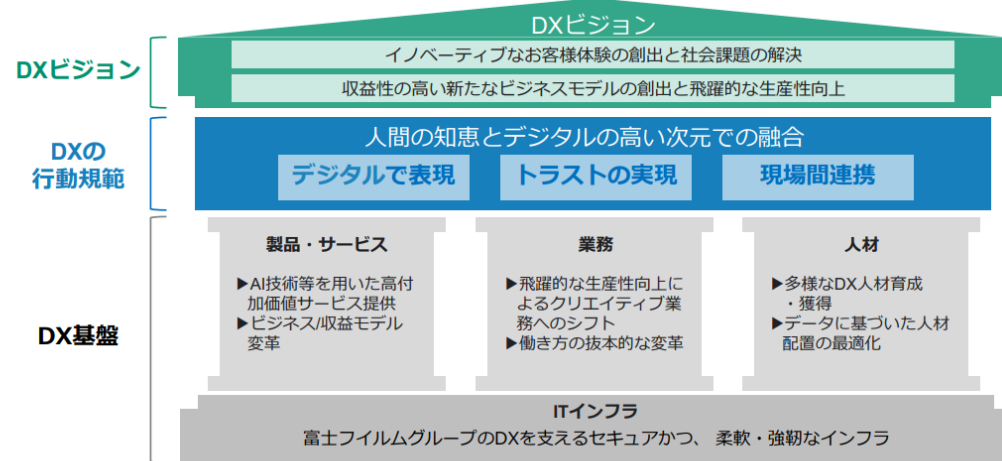 DXビジョン
DXビジョン
イノベーティブなお客様体験の創出と社会課題の解決
収益性の高い新たなビジネスモデルの創出と飛躍的な生産性向上
DXの
行動規範
人間の知恵とデジタルの高い次元での融合
デジタルで表現
トラストの実現
現場間連携
DX基盤
製品・サービス
▶AI技術等を用いた高付
加価値サービス提供
▶ビジネス/収益モデル
変革
業務
▶飛躍的な生産性向上に
よるクリエイティブ業
務へのシフト
▶働き方の抜本的な変革
人材
▶多様なDX人材育成
・獲得
▶データに基づいた人材
配置の最適化
ITインフラ
富士フイルムグループのDXを支えるセキュアかつ、 柔軟・強靭なインフラ